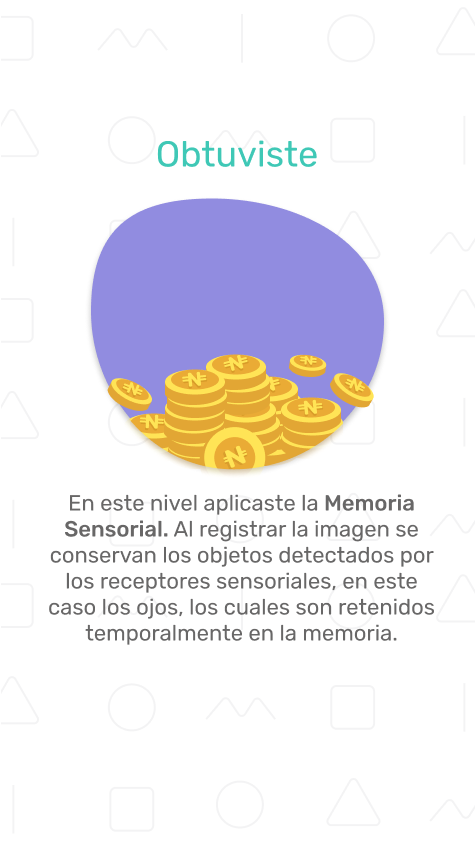 Obtuviste
En este nivel aplicaste la Memoria
Sensorial. Al registrar la imagen se
conservan los objetos detectados por
los receptores sensoriales, en este
caso los ojos, los cuales son retenidos
temporalmente en la memoria.